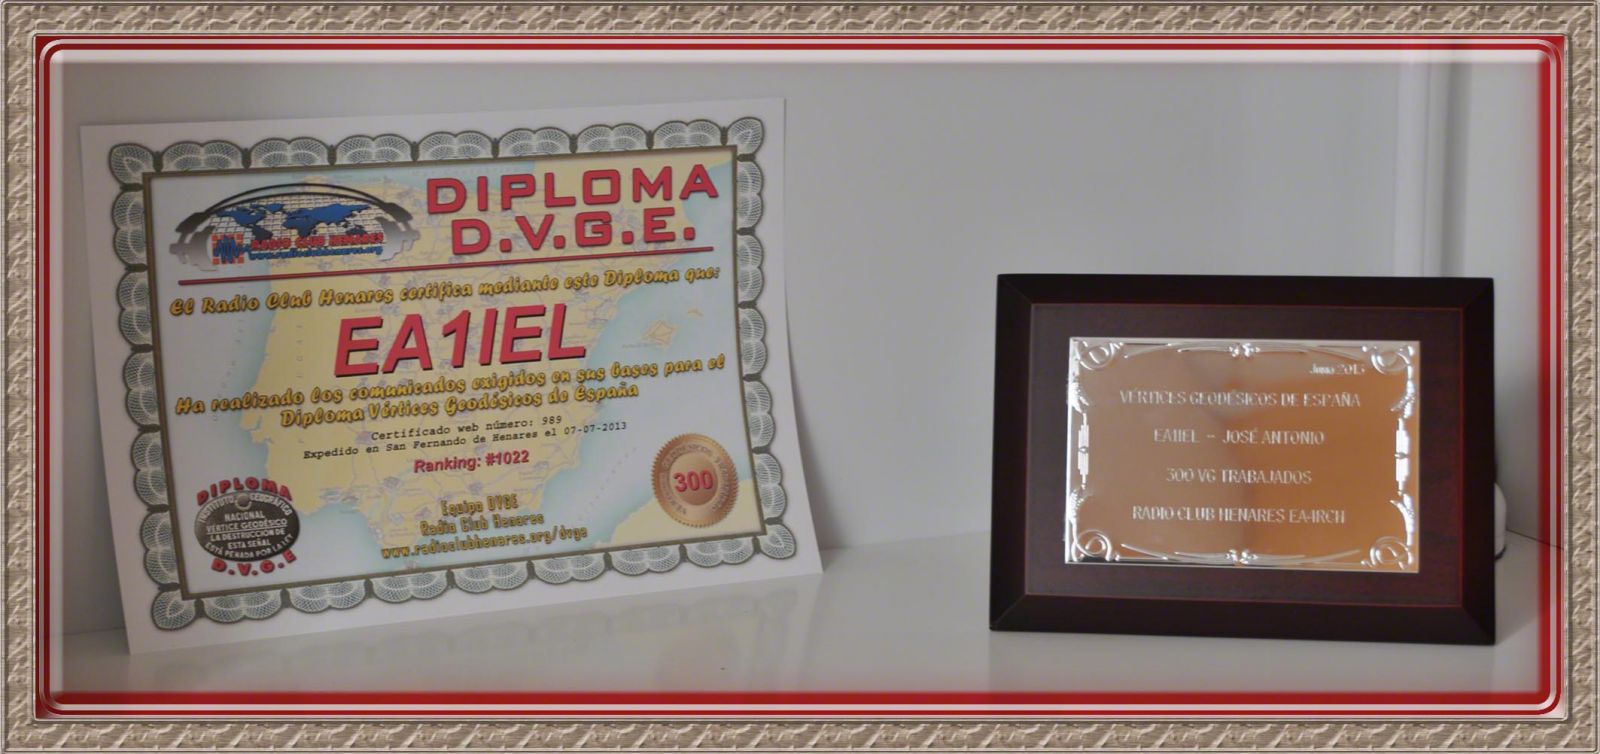 DIPLOMA
D.V.G.E.
RADIO CLUB HENARES
www.radioclubhenares.org
El Radio Club Henares certifica mediante este Diploma que:
EA1IEL
Ha realizado los comunicados exigidos en sus bases para el
Diploma Vértices Geodésicos de España
Certificado web número: 989
Expedido en San Fernando de Henares el 07-07-2013
Ranking: #1022
Equipo DVGE
Radio Club Henares
www.radioclubhenares.org/dvge
DIPLOMA
INSTITUTO GEOGRÁFICO
NACIONAL
VÉRTICE GEODÉSICO
LA DESTRUCCIÓN DE
ESTA SEÑAL
ESTÁ PENADA POR LA LEY
D.V.G.E
300
Junio 2013
VÉRTICES GEODÉSICOS DE ESPAÑA
EA1IEL - JOSÉ ANTONIO
300 VG TRABAJADOS
RADIO CLUB HENARES EA4RCH